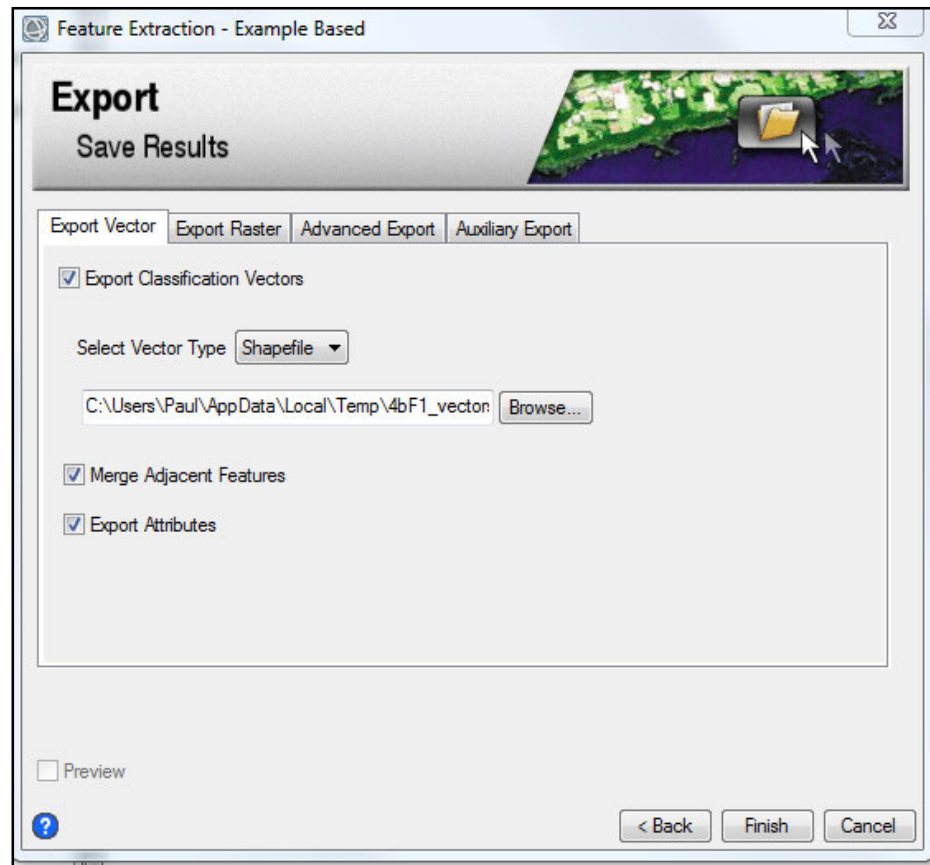 Feature Extraction - Example Based
Export
Save Results
Export Vector Export Raster Advanced Export Auxiliary Export
Export Classification Vectors
Select Vector Type Shapefile
C:\Users\Paul\AppData\Local\Temp\4bF1_vector Browse...
Merge Adjacent Features
Export Attributes
Preview
? < Back Finish Cancel